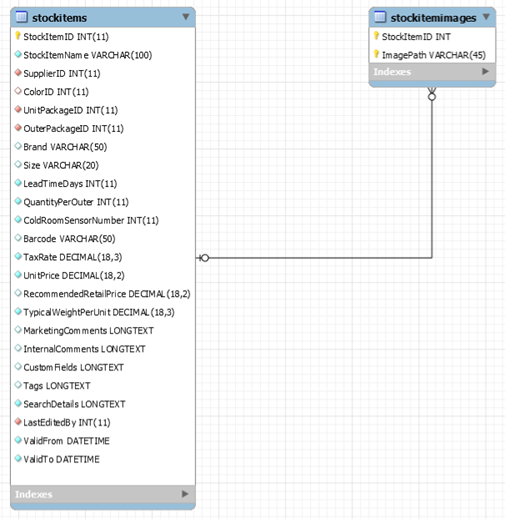 stockitems
StockItemID INT(11)
StockItemName VARCHAR(100)
SupplierID INT(11)
ColorID INT(11)
UnitPackageID INT(11)
OuterPackageID INT(11)
Brand VARCHAR(50)
Size VARCHAR(20)
LeadTimeDays INT(11)
QuantityPerOuter INT(11)
ColdRoomSensorNumber INT(11)
Barcode VARCHAR(50)
TaxRate DECIMAL(18,3)
UnitPrice DECIMAL(18,2)
RecommendedRetailPrice DECIMAL(18,2)
TypicalWeightPerUnit DECIMAL(18,3)
MarketingComments LONGTEXT
InternalComments LONGTEXT
CustomFields LONGTEXT
Tags LONGTEXT
SearchDetails LONGTEXT
LastEditedBy INT(11)
ValidFrom DATETIME
ValidTo DATETIME
Indexes
stockitemimages
StockItemID INT
ImagePath VARCHAR(45)
Indexes